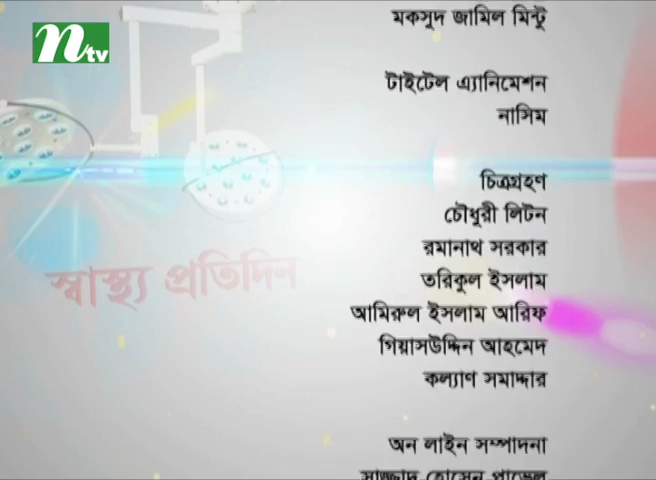 ntv
মকসুদ জামিল মিন্টু
টাইটেল এ্যানিমেশন
নাসিম
চিত্রগ্রহণ
চৌধুরী লিটন
রমানাথ সরকার
তরিকুল ইসলাম
আমিরুল ইসলাম আরিফ
গিয়াসউদ্দিন আহমেদ
কল্যাণ সমাদ্দার
অন লাইন সম্পাদনা
সাজ্জাদ হোসেন পাভেল
স্বাস্থ্য প্রতিদিন